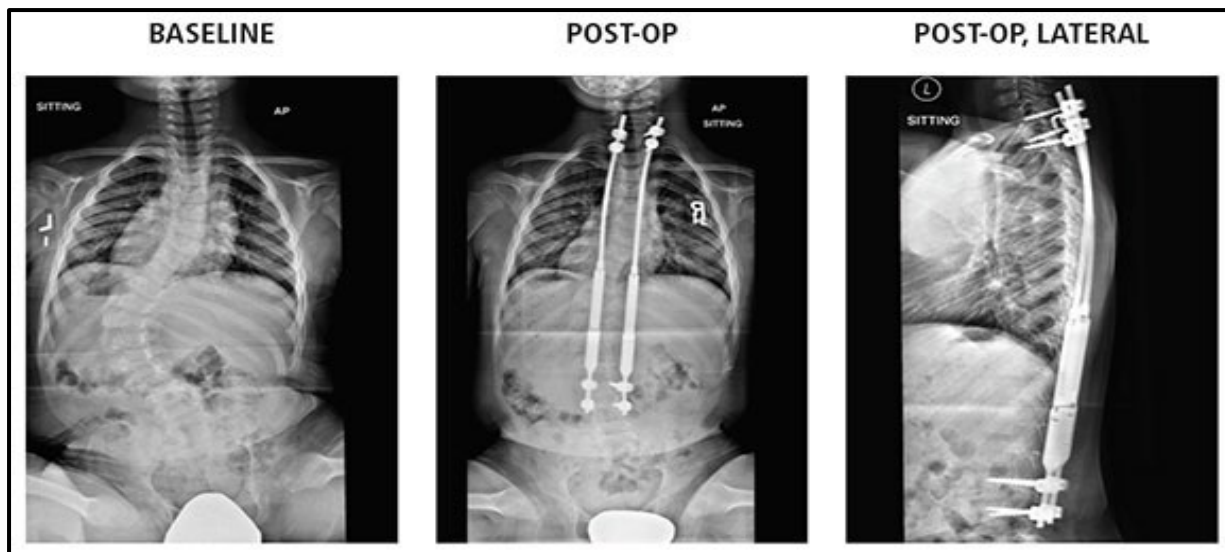 BASELINE
POST-OP
POST-OP, LATERAL
SITTING
AP
L
AP
SITTING
R
L
SITTING